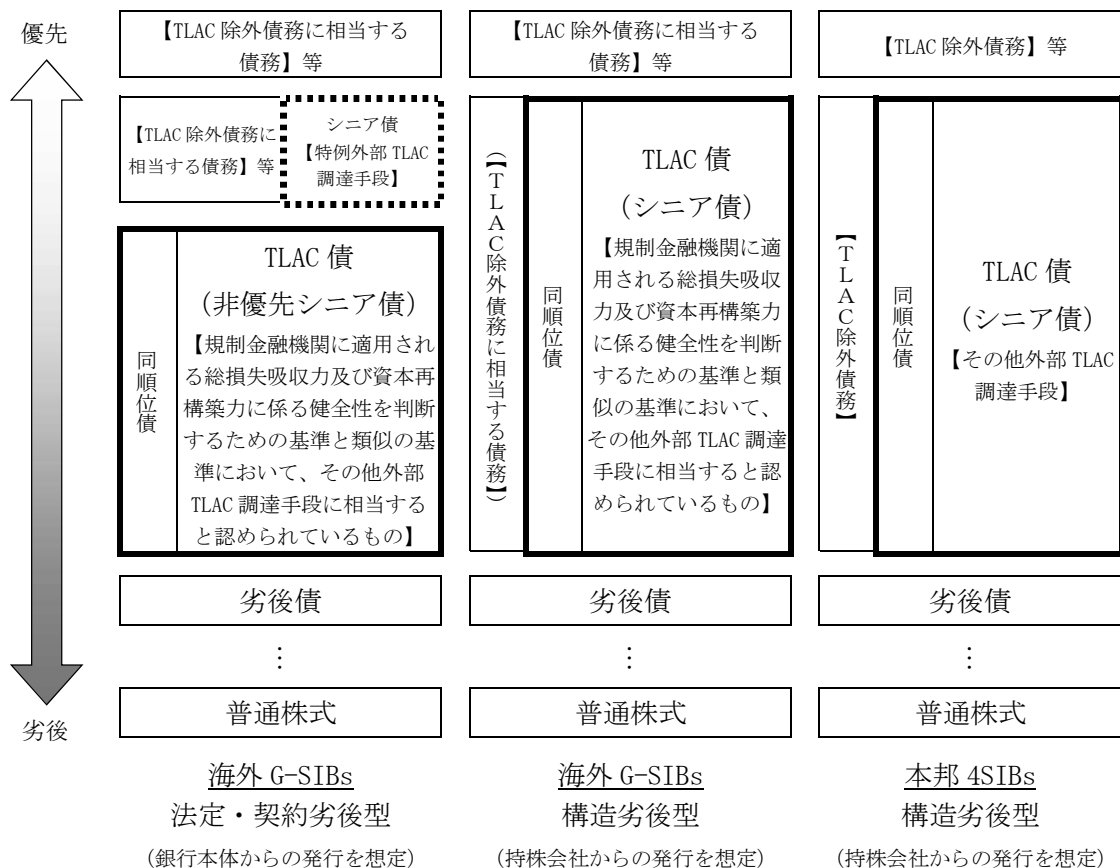 優先
劣後
【TLAC 除外債務に相当する
債務】等
【TLAC 除外債務に
相当する債務】等
シニア債
【特例外部 TLAC
調達手段】
同順位債
TLAC 債
（非優先シニア債）
【規制金融機関に適用され
る総損失吸収力及び資本再
構築力に係る健全性を判断
するための基準と類似の基
準において、その他外部
TLAC 調達手段に相当する
と認められているもの】
劣後債
⋮
普通株式
海外 G-SIBs
法定・契約劣後型
（銀行本体からの発行を想定）
【TLAC 除外債務に相当する
債務】等
（【TLAC除外債務に相当する債務】）
同順位債
TLAC 債
（シニア債）
【規制金融機関に適
用される総損失吸収
力及び資本再構築力
に係る健全性を判断
するための基準と類
似の基準において、
その他外部 TLAC 調達
手段に相当すると認
められているもの】
劣後債
⋮
普通株式
海外 G-SIBs
構造劣後型
（持株会社からの発行を想定）
【TLAC 除外債務】等
【TLAC除外債務】
同順位債
TLAC 債
（シニア債）
【その他外部 TLAC
調達手段】
劣後債
⋮
普通株式
本邦 4SIBs
構造劣後型
（持株会社からの発行を想定）